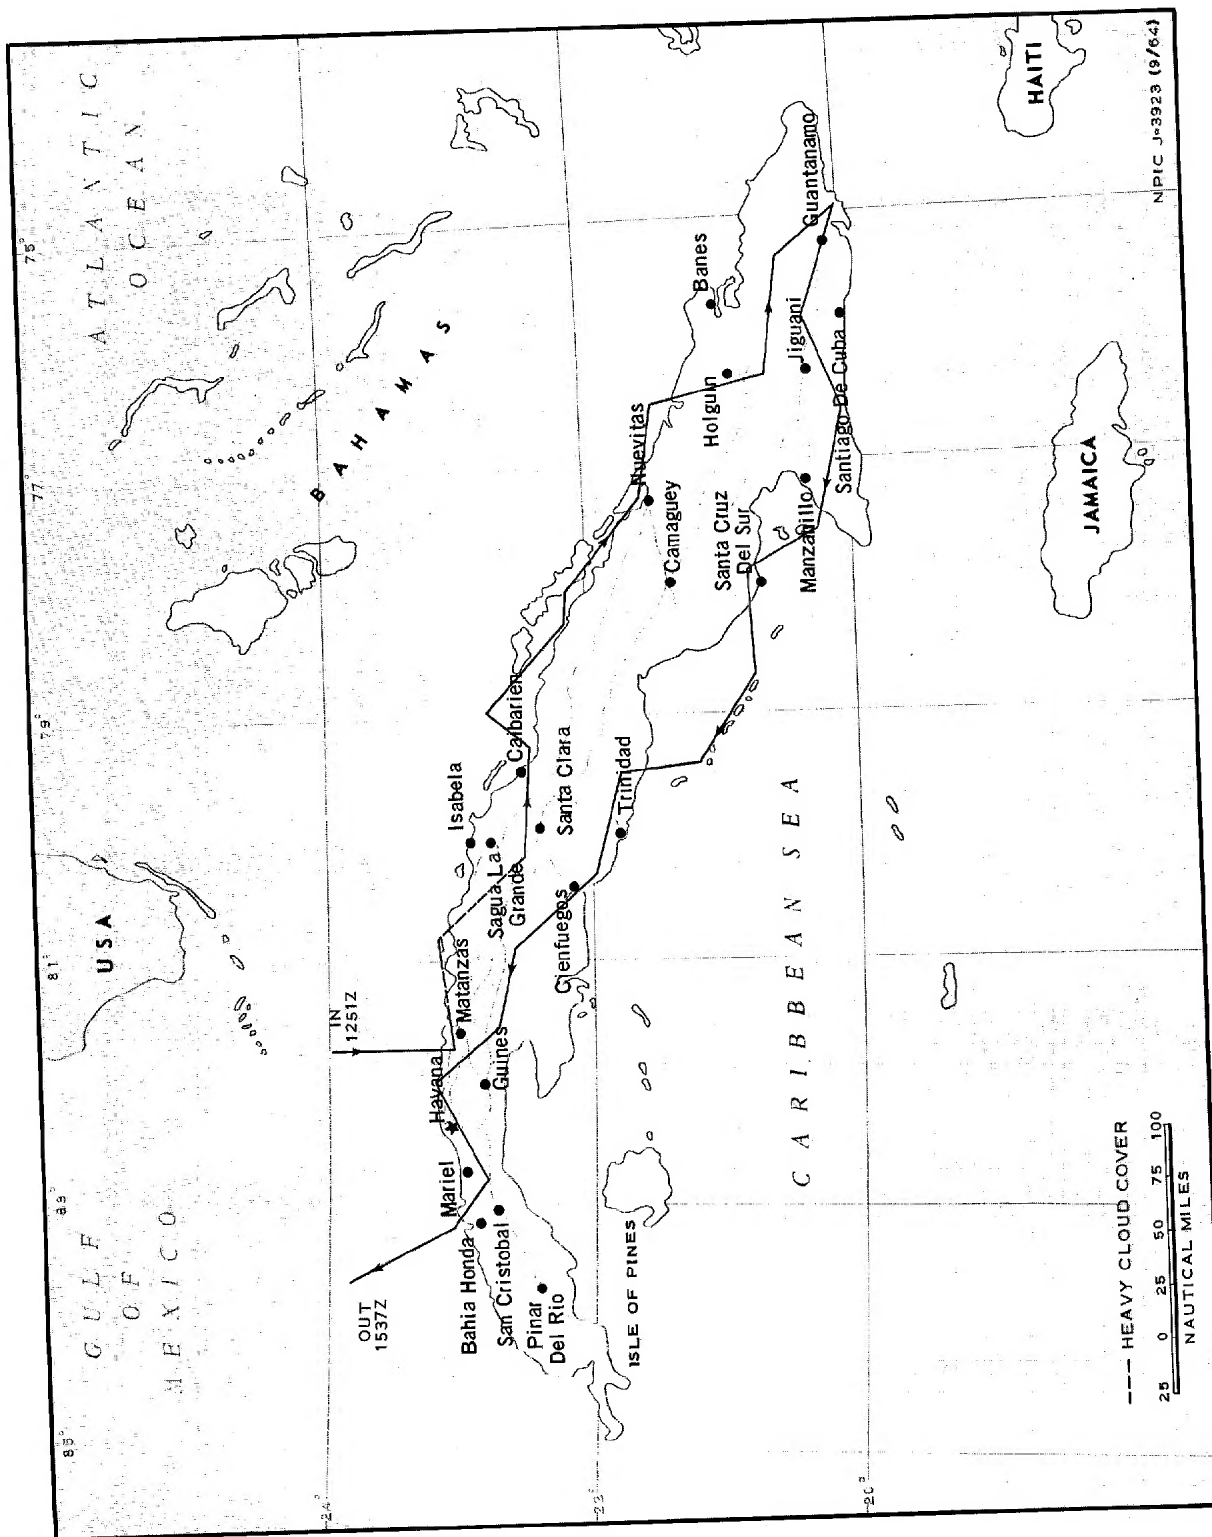 85°
83°
81°
79°
77°
75°
24°
22°
20°
GULF
OF
MEXICO
USA
ATLANTIC
OCEAN
BAHAMAS
IN
1251Z
OUT
1537Z
Havana
Matanzas
Mariel
Guines
Bahia Honda
San Cristobal
Pinar
Del Rio
ISLE OF PINES
Isabela
Sagua La
Grande
Caibarien
Santa Clara
Cienfuegos
Trinidad
Nuevitas
Camaguey
Santa Cruz
Del Sur
Holguin
Banes
Manzanillo
Jiguani
Santiago De Cuba
Guantanamo
CARIBBEAN SEA
JAMAICA
HAITI
--- HEAVY CLOUD COVER
25 0 25 50 75 100
NAUTICAL MILES
NPIC J-3923 (9/64)